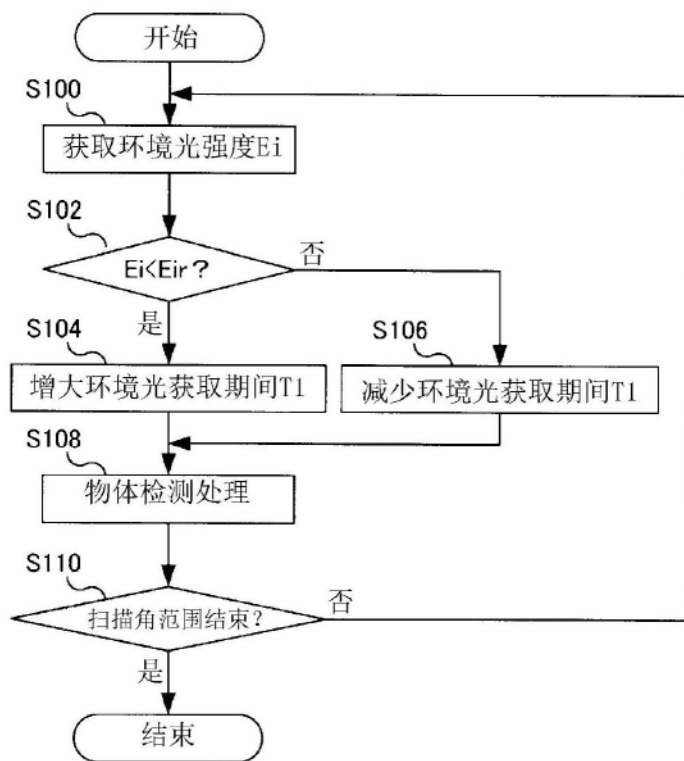 开始
S100
获取环境光强度Ei
S102
Ei<Eir？
否
是
S104
增大环境光获取期间T1
S106
减少环境光获取期间T1
S108
物体检测处理
S110
扫描角范围结束？
否
是
结束